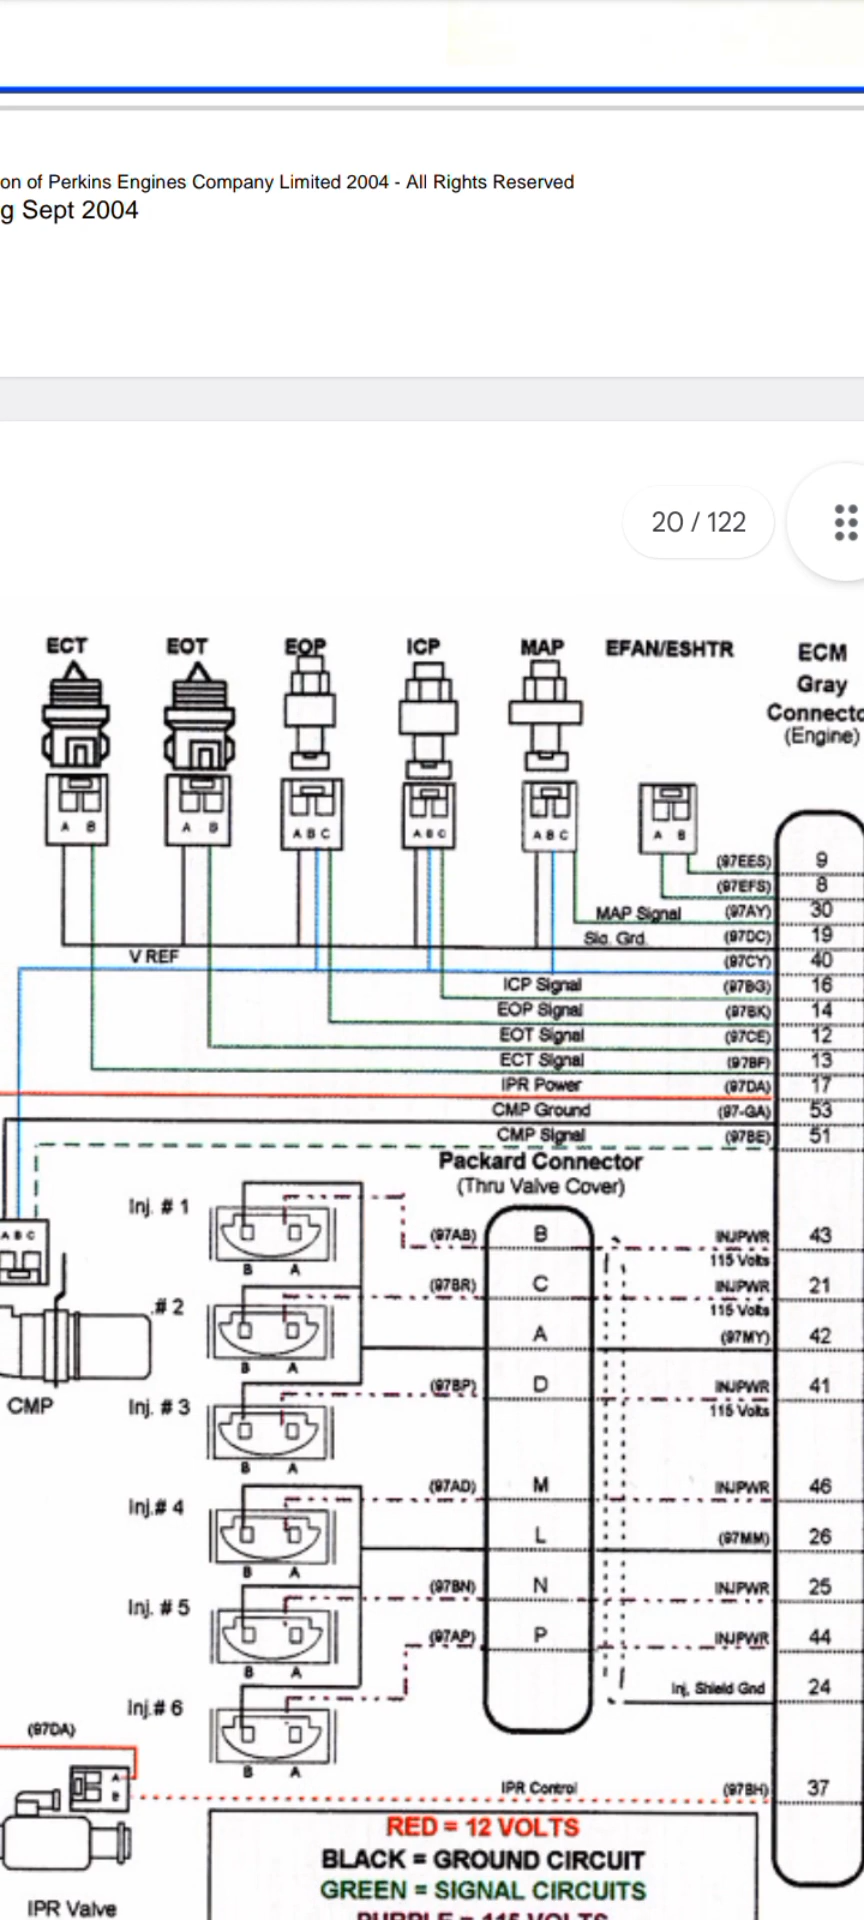 on of Perkins Engines Company Limited 2004 - All Rights Reserved
g Sept 2004
20 / 122
ECT EOT EOP ICP MAP EFAN/ESHTR ECM
Gray
Connecto
(Engine)
A B A B A B C A B C A B C A B
(97EES) 9
(97EFS) 8
MAP Signal (97AY) 30
Sig. Grd. (97DC) 19
V REF (97CY) 40
ICP Signal (97BG) 16
EOP Signal (97BK) 14
EOT Signal (97CE) 12
ECT Signal (97BF) 13
IPR Power (97DA) 17
CMP Ground (97-GA) 53
CMP Signal (97BE) 51
Packard Connector
(Thru Valve Cover)
Inj. # 1
A B C
(97AB) B INJPWR 43
B A
115 Volts
(97BR) C INJPWR 21
.# 2
115 Volts
A (97MY) 42
B A
(97BP) D INJPWR 41
CMP
Inj. # 3
115 Volts
B A
(97AD) M INJPWR 46
Inj.# 4
L (97MM) 26
B A
(97BN) N INJPWR 25
Inj. # 5
(97AP) P INJPWR 44
B A
Inj, Shield Gnd 24
Inj.# 6
(97DA)
B A
A
B
IPR Control (97BH) 37
RED = 12 VOLTS
BLACK = GROUND CIRCUIT
GREEN = SIGNAL CIRCUITS
PURPLE = 115 VOLTS
IPR Valve